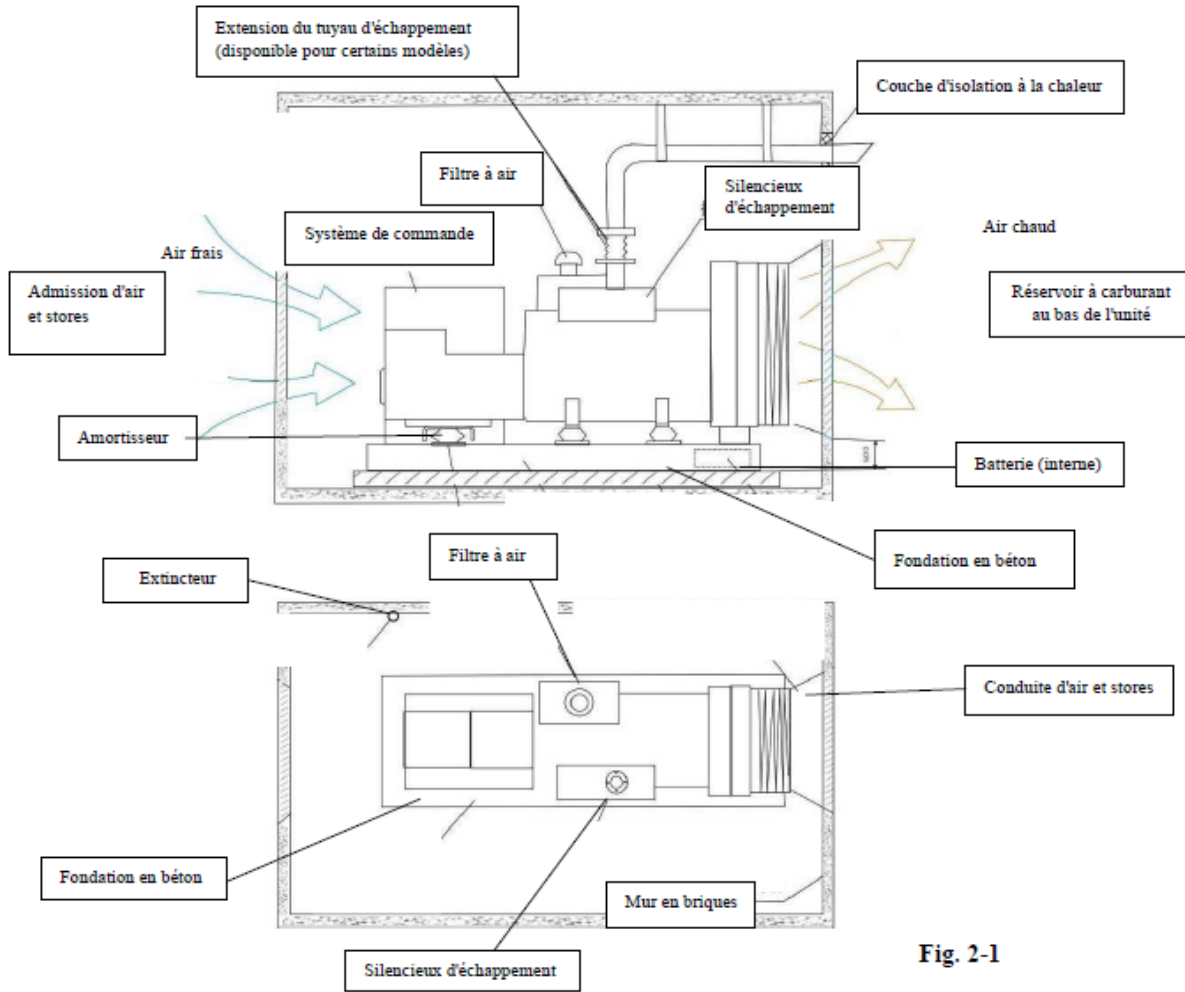 Extension du tuyau d'échappement
(disponible pour certains modèles)
Couche d'isolation à la chaleur
Filtre à air
Silencieux
d'échappement
Système de commande
Air frais
Air chaud
Admission d'air
et stores
Réservoir à carburant
au bas de l'unité
Amortisseur
Batterie (interne)
Fondation en béton
Filtre à air
Extincteur
Conduite d'air et stores
Fondation en béton
Mur en briques
Silencieux d'échappement
Fig. 2-1